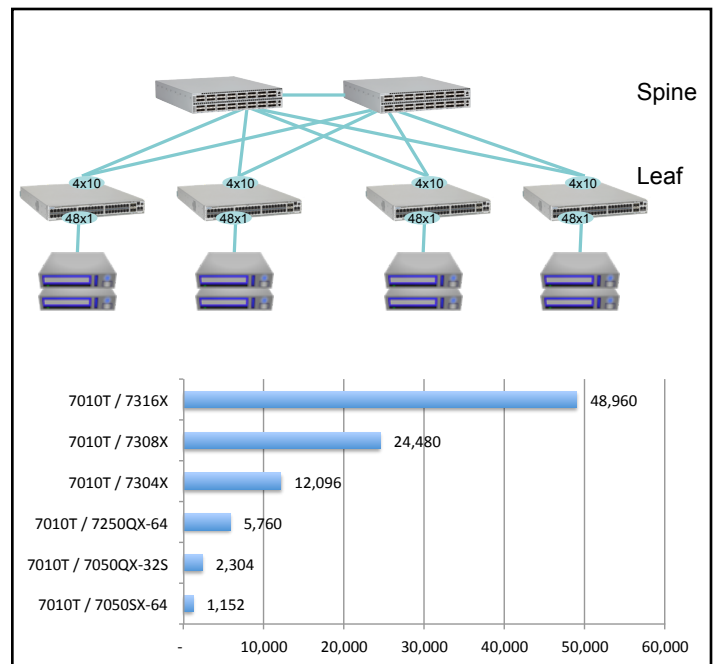 Spine
Leaf
4x10 4x10 4x10 4x10
48x1 48x1 48x1 48x1
7010T / 7316X 48,960
7010T / 7308X 24,480
7010T / 7304X 12,096
7010T / 7250QX-64 5,760
7010T / 7050QX-32S 2,304
7010T / 7050SX-64 1,152
- 10,000 20,000 30,000 40,000 50,000 60,000